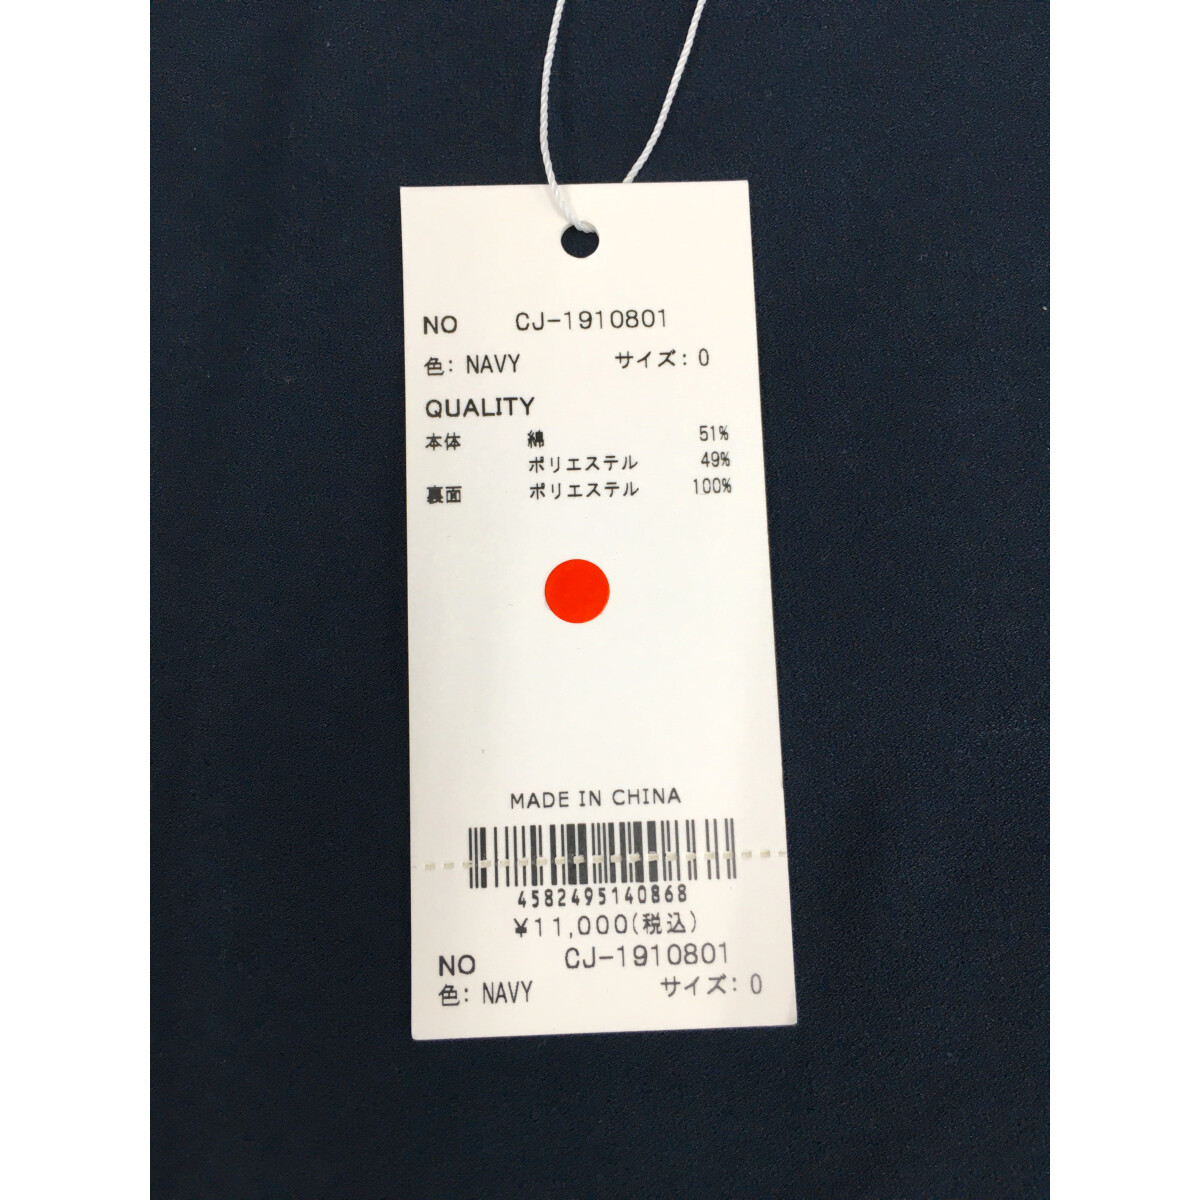 NO CJ-1910801
色: NAVY サイズ: 0
QUALITY
本体 綿 51%
ポリエステル 49%
裏面 ポリエステル 100%
MADE IN CHINA
4582495140868
¥11,000(税込)
NO CJ-1910801
色: NAVY サイズ: 0